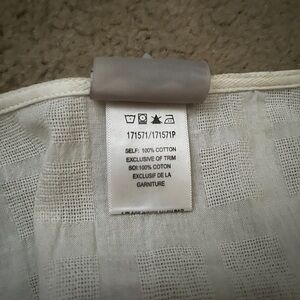 171571/171571P
SELF: 100% COTTON
EXCLUSIVE OF TRIM
SOI: 100% COTON
EXCLUSIF DE LA
GARNITURE